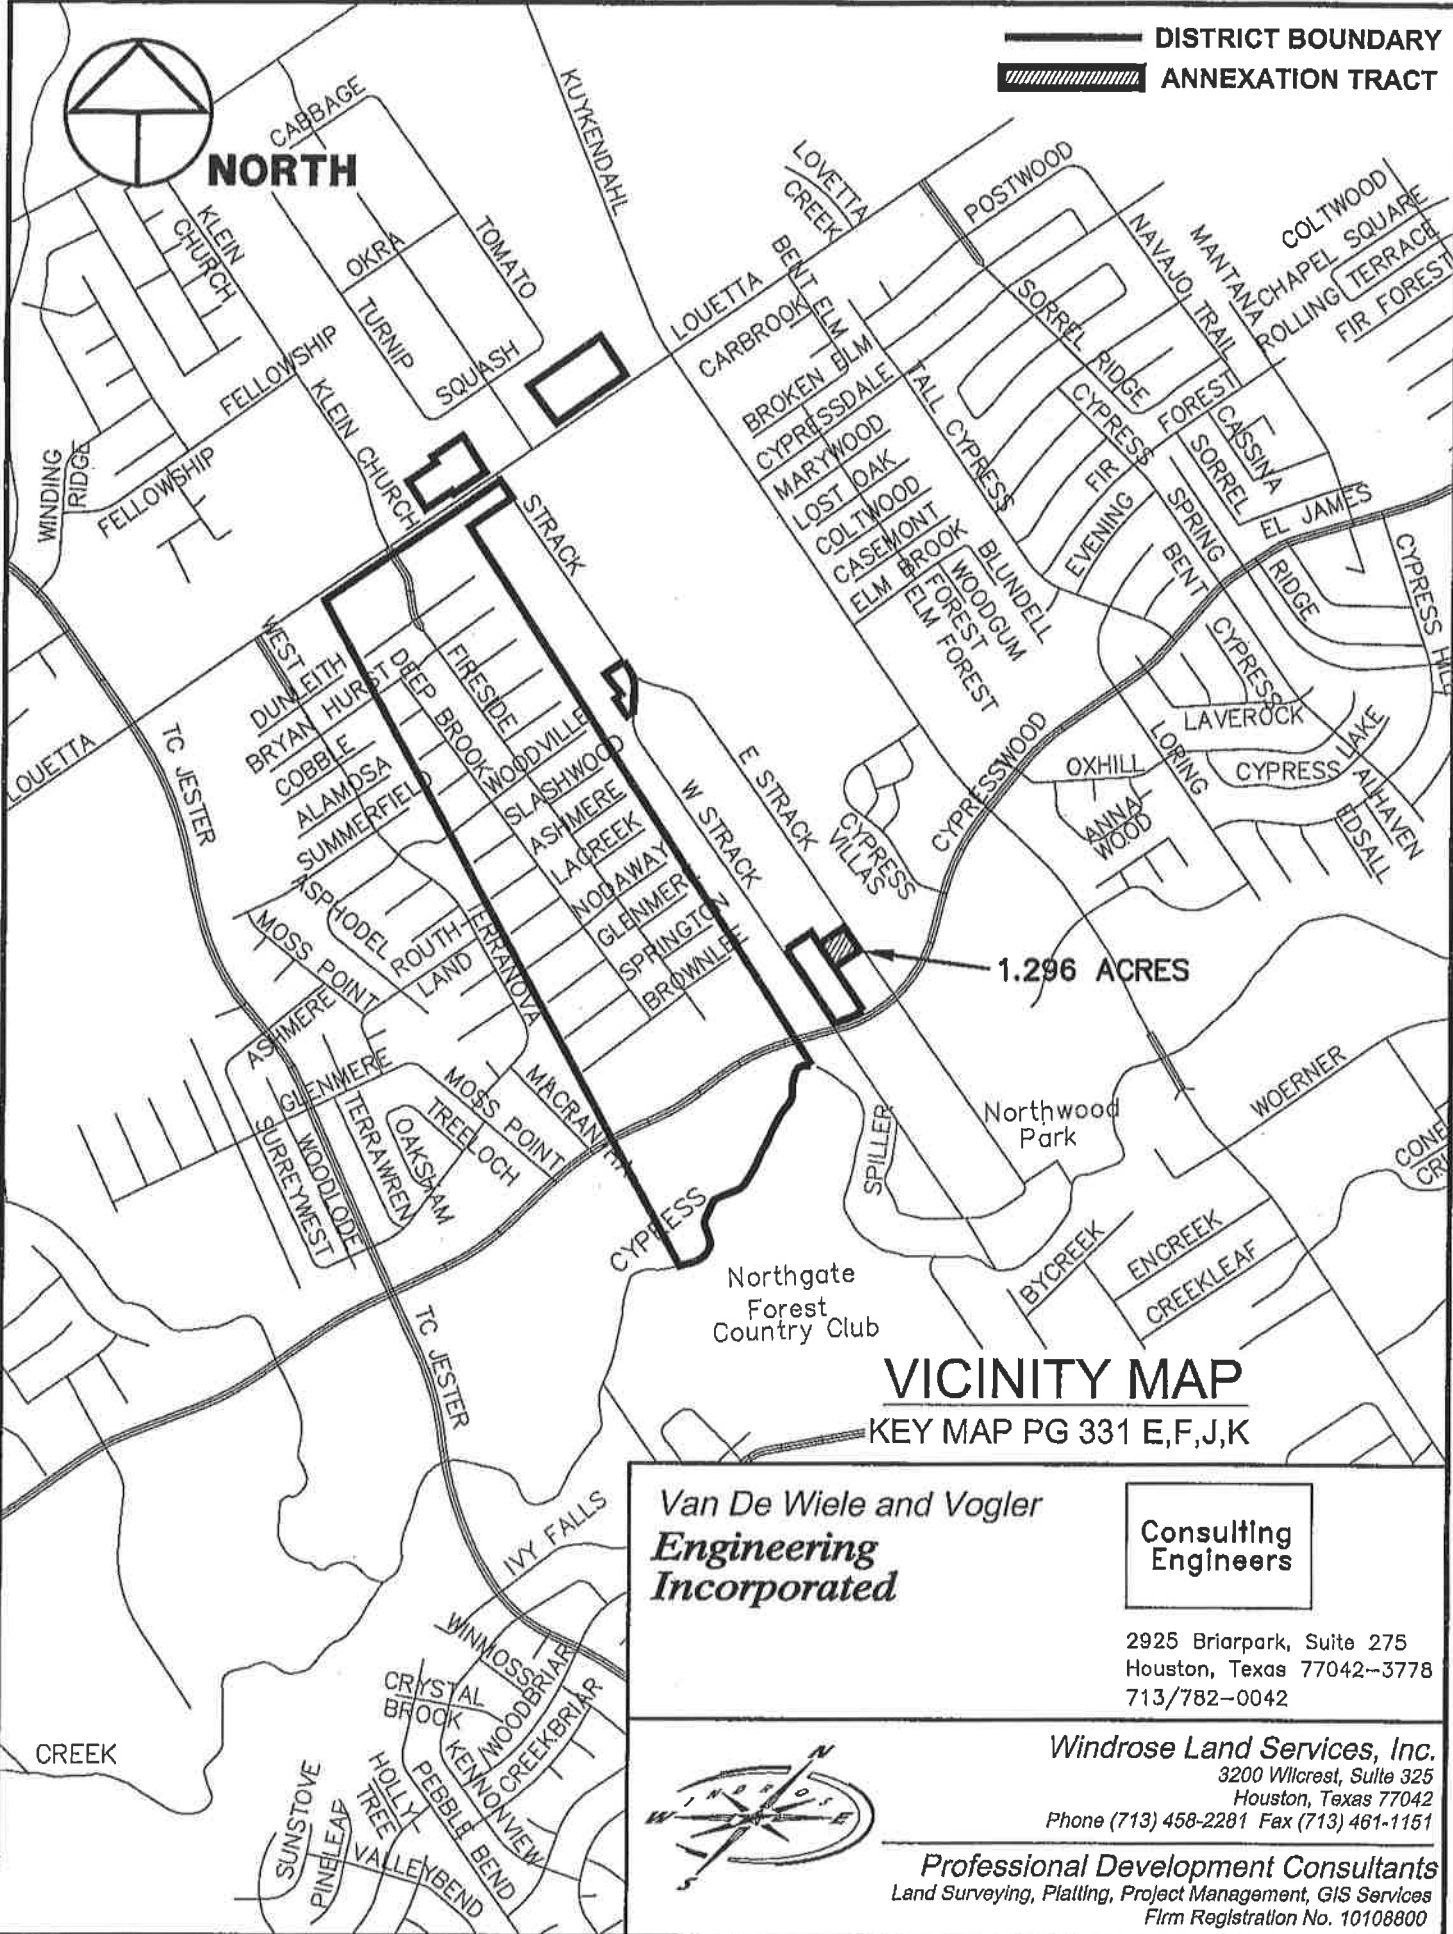 DISTRICT BOUNDARY
ANNEXATION TRACT
NORTH
CABBAGE
KUYKENDAHL
KLEIN
CHURCH
OKRA
TOMATO
TURNIP
SQUASH
FELLOWSHIP
KLEIN CHURCH
FELLOWSHIP
WINDING
RIDGE
LOVETTA
CREEK
POSTWOOD
NAVAJO TRAIL
MANTANA
COLTWOOD
CHAPEL SQUARE
ROLLING TERRACE
FIR FOREST
LOUETTA
BENT ELM
CARBROOK
BROKEN ELM
CYPRESSDALE
MARYWOOD
LOST OAK
COLTWOOD
CASEMONT
ELM BROOK
TALL CYPRESS
SORREL RIDGE
CYPRESS
FOREST
FIR
CASSINA
SORREL
EVENING
SPRING
BENT
EL JAMES
RIDGE
CYPRESS HILL
BLUNDELL
WOODGUM
FOREST
ELM FOREST
CYPRESS
LAVEROCK
LORING
LAKE
CYPRESS
ALHAVEN
EDSALL
OXHILL
ANNA
WOOD
CYPRESSWOOD
CYPRESS
VILLAS
STRACK
E STRACK
W STRACK
WEST
DUNLEITH
BRYAN HURST
COBBLE
ALAMOSA
SUMMERFIELD
DEEP BROOK
FIRESIDE
WOODVILLE
SLASHWOOD
ASHMERE
LACREEK
NODAWAY
GLENMER
SPRINGTON
BROWNLE
LOUETTA
TC JESTER
ASPHODEL
MOSS POINT
ROUTH-
LAND
TERRANOVA
ASHMERE
GLENMERE
MOSS POINT
MACRANTHA
TERRAWREN
OAKSHAM
TREELOCH
SURREYWEST
WOODLODE
1.296 ACRES
SPILLER
Northwood
Park
WOERNER
CYPRESS
Northgate
Forest
Country Club
BYCREEK
ENCREEK
CREEKLEAF
TC JESTER
VICINITY MAP
KEY MAP PG 331 E,F,J,K
IVY FALLS
WINMOSS
WOODBRIAR
CREEKBRIAR
CRYSTAL
BROOK
KENNONVIEW
PEBBLE BEND
HOLLY
TREE
SUNSTOVE
PINELEAF
VALLEYBEND
CREEK
Van De Wiele and Vogler
Engineering
Incorporated
Consulting
Engineers
2925 Briarpark, Suite 275
Houston, Texas 77042-3778
713/782-0042
WINDROSE
N
W
E
S
Windrose Land Services, Inc.
3200 Wilcrest, Suite 325
Houston, Texas 77042
Phone (713) 458-2281 Fax (713) 461-1151
Professional Development Consultants
Land Surveying, Platting, Project Management, GIS Services
Firm Registration No. 10108800